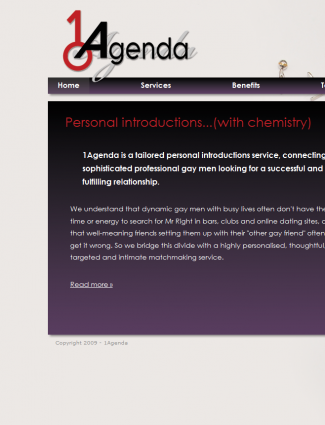 1Agenda
Home Services Benefits
Personal introductions...(with chemistry)
1Agenda is a tailored personal introductions service, connecting
sophisticated professional gay men looking for a successful and
fulfilling relationship.
We understand that dynamic gay men with busy lives often don't have the
time or energy to search for Mr Right in bars, clubs and online dating sites,
that well-meaning friends setting them up with their "other gay friend" often
get it wrong. So we bridge this divide with a highly personalised, thoughtful,
targeted and intimate matchmaking service.
Read more »
Copyright 2009 - 1Agenda